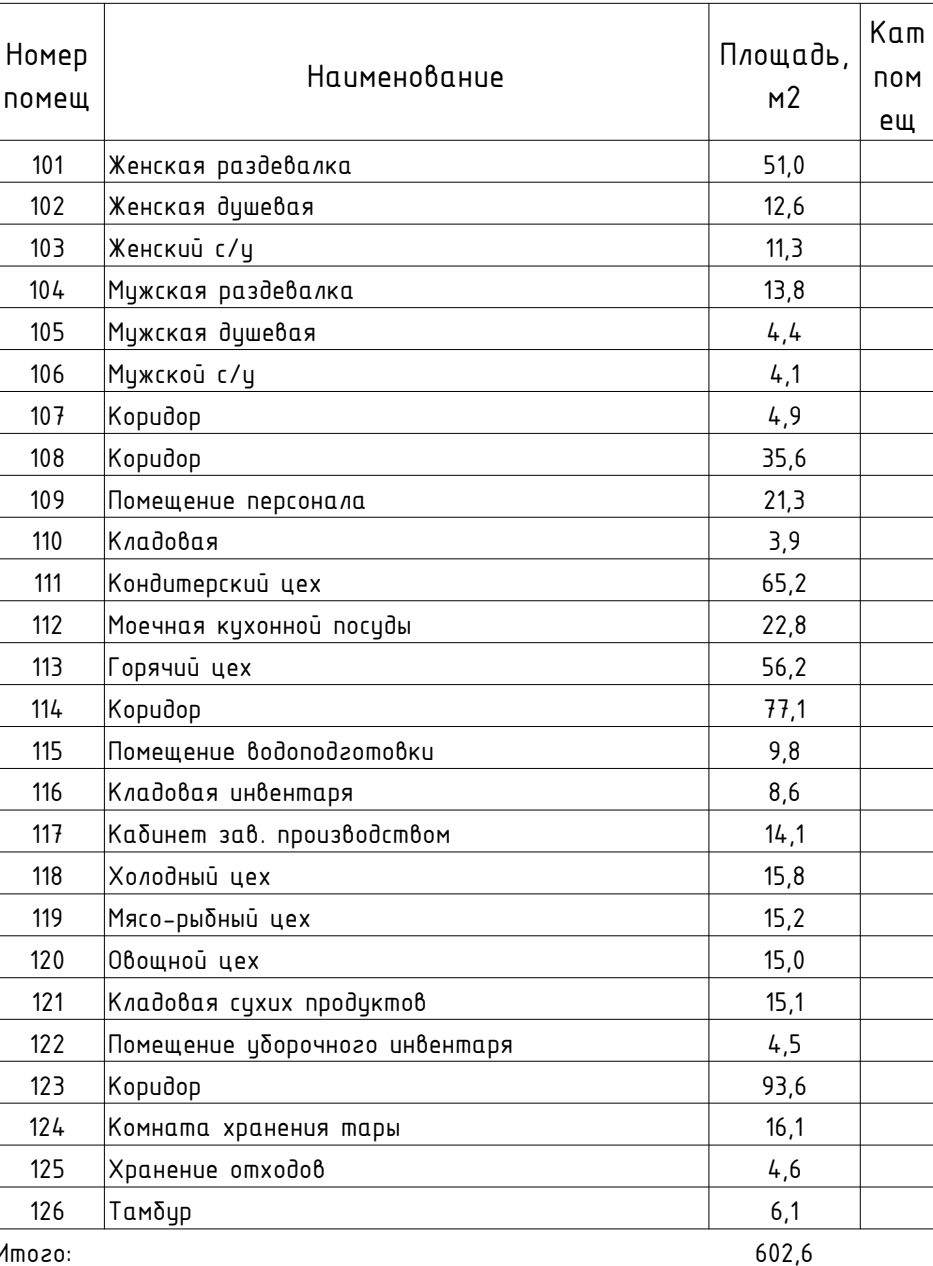 Номер помещ Наименование Площадь, м2 Кат пом ещ
101 Женская раздевалка 51,0
102 Женская душевая 12,6
103 Женский с/у 11,3
104 Мужская раздевалка 13,8
105 Мужская душевая 4,4
106 Мужской с/у 4,1
107 Коридор 4,9
108 Коридор 35,6
109 Помещение персонала 21,3
110 Кладовая 3,9
111 Кондитерский цех 65,2
112 Моечная кухонной посуды 22,8
113 Горячий цех 56,2
114 Коридор 77,1
115 Помещение водоподготовки 9,8
116 Кладовая инвентаря 8,6
117 Кабинет зав. производством 14,1
118 Холодный цех 15,8
119 Мясо-рыбный цех 15,2
120 Овощной цех 15,0
121 Кладовая сухих продуктов 15,1
122 Помещение уборочного инвентаря 4,5
123 Коридор 93,6
124 Комната хранения тары 16,1
125 Хранение отходов 4,6
126 Тамбур 6,1
Итого: 602,6